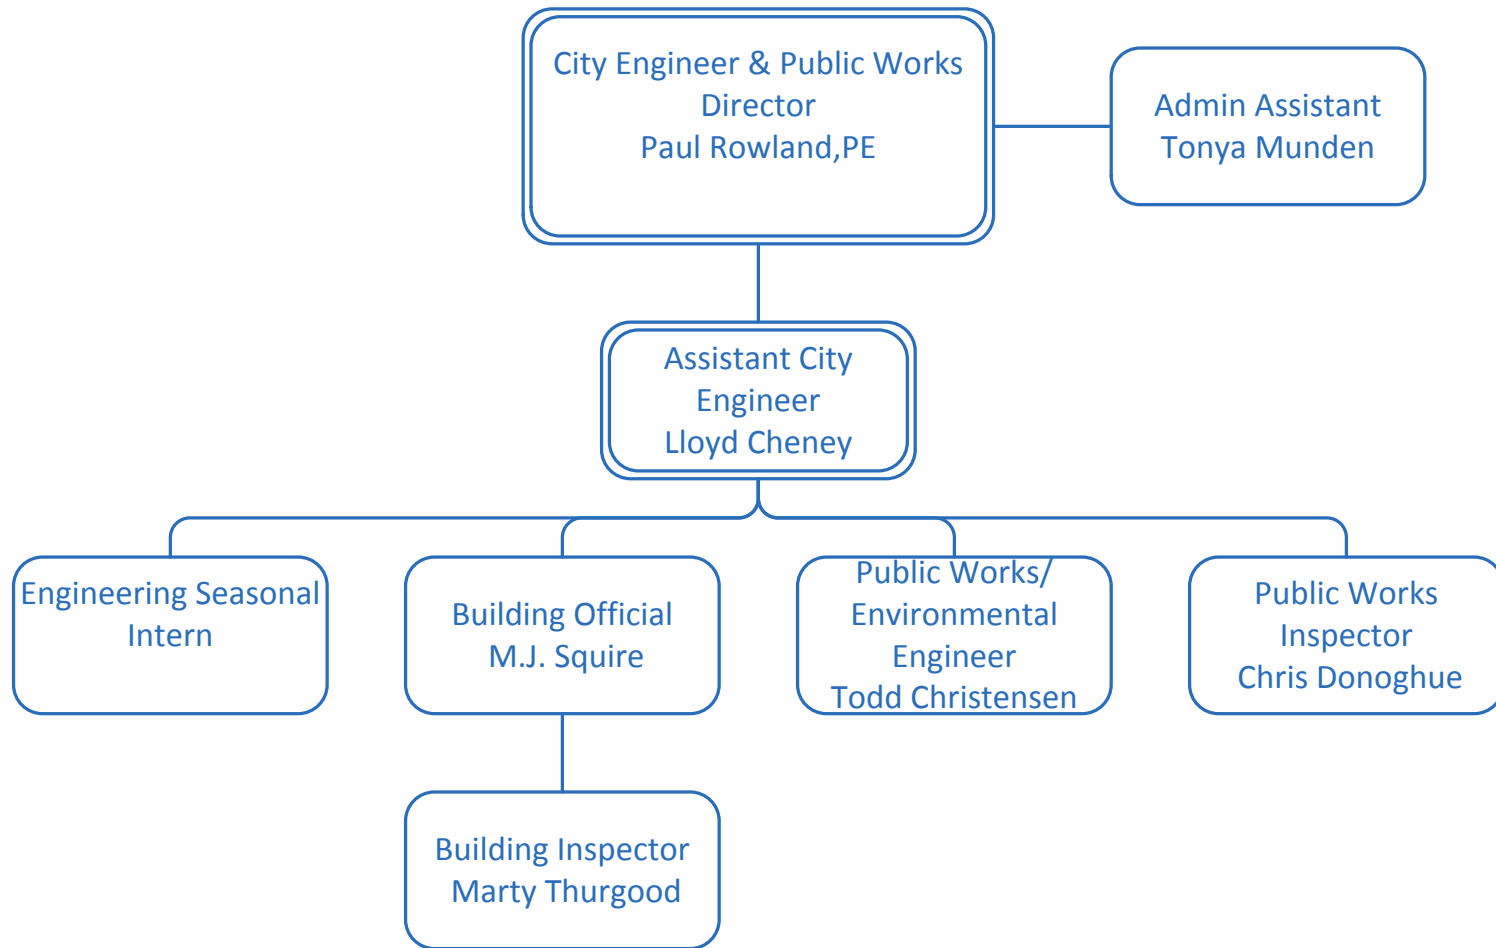 City Engineer & Public Works
Director
Paul Rowland,PE
Admin Assistant
Tonya Munden
Assistant City
Engineer
Lloyd Cheney
Engineering Seasonal
Intern
Building Official
M.J. Squire
Public Works/
Environmental
Engineer
Todd Christensen
Public Works
Inspector
Chris Donoghue
Building Inspector
Marty Thurgood